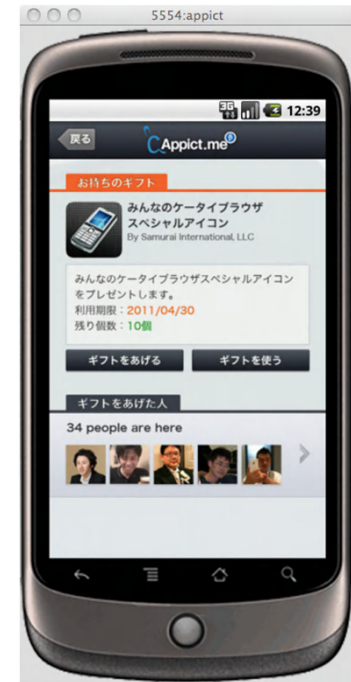 5554:appict
3G
12:39
戻る
Appict.me
お持ちのギフト
みんなのケータイブラウザ
スペシャルアイコン
By Samurai International, LLC
みんなのケータイブラウザスペシャルアイコン
をプレゼントします。
利用期限：2011/04/30
残り個数：10個
ギフトをあげる
ギフトを使う
ギフトをあげた人
34 people are here